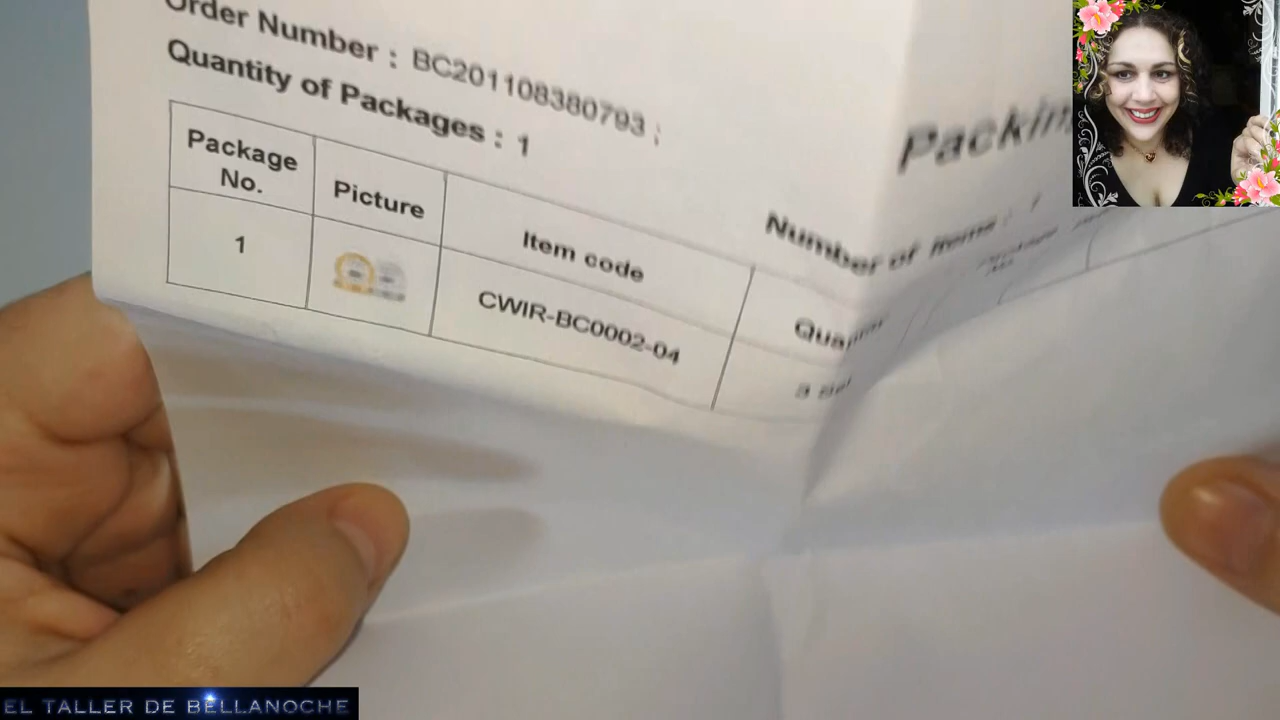 Order Number : BC201108380793 ;
Quantity of Packages : 1
Packin
Number of Items : 1
Package No.
Picture
Item code
1
CWIR-BC0002-04
EL TALLER DE BELLANOCHE